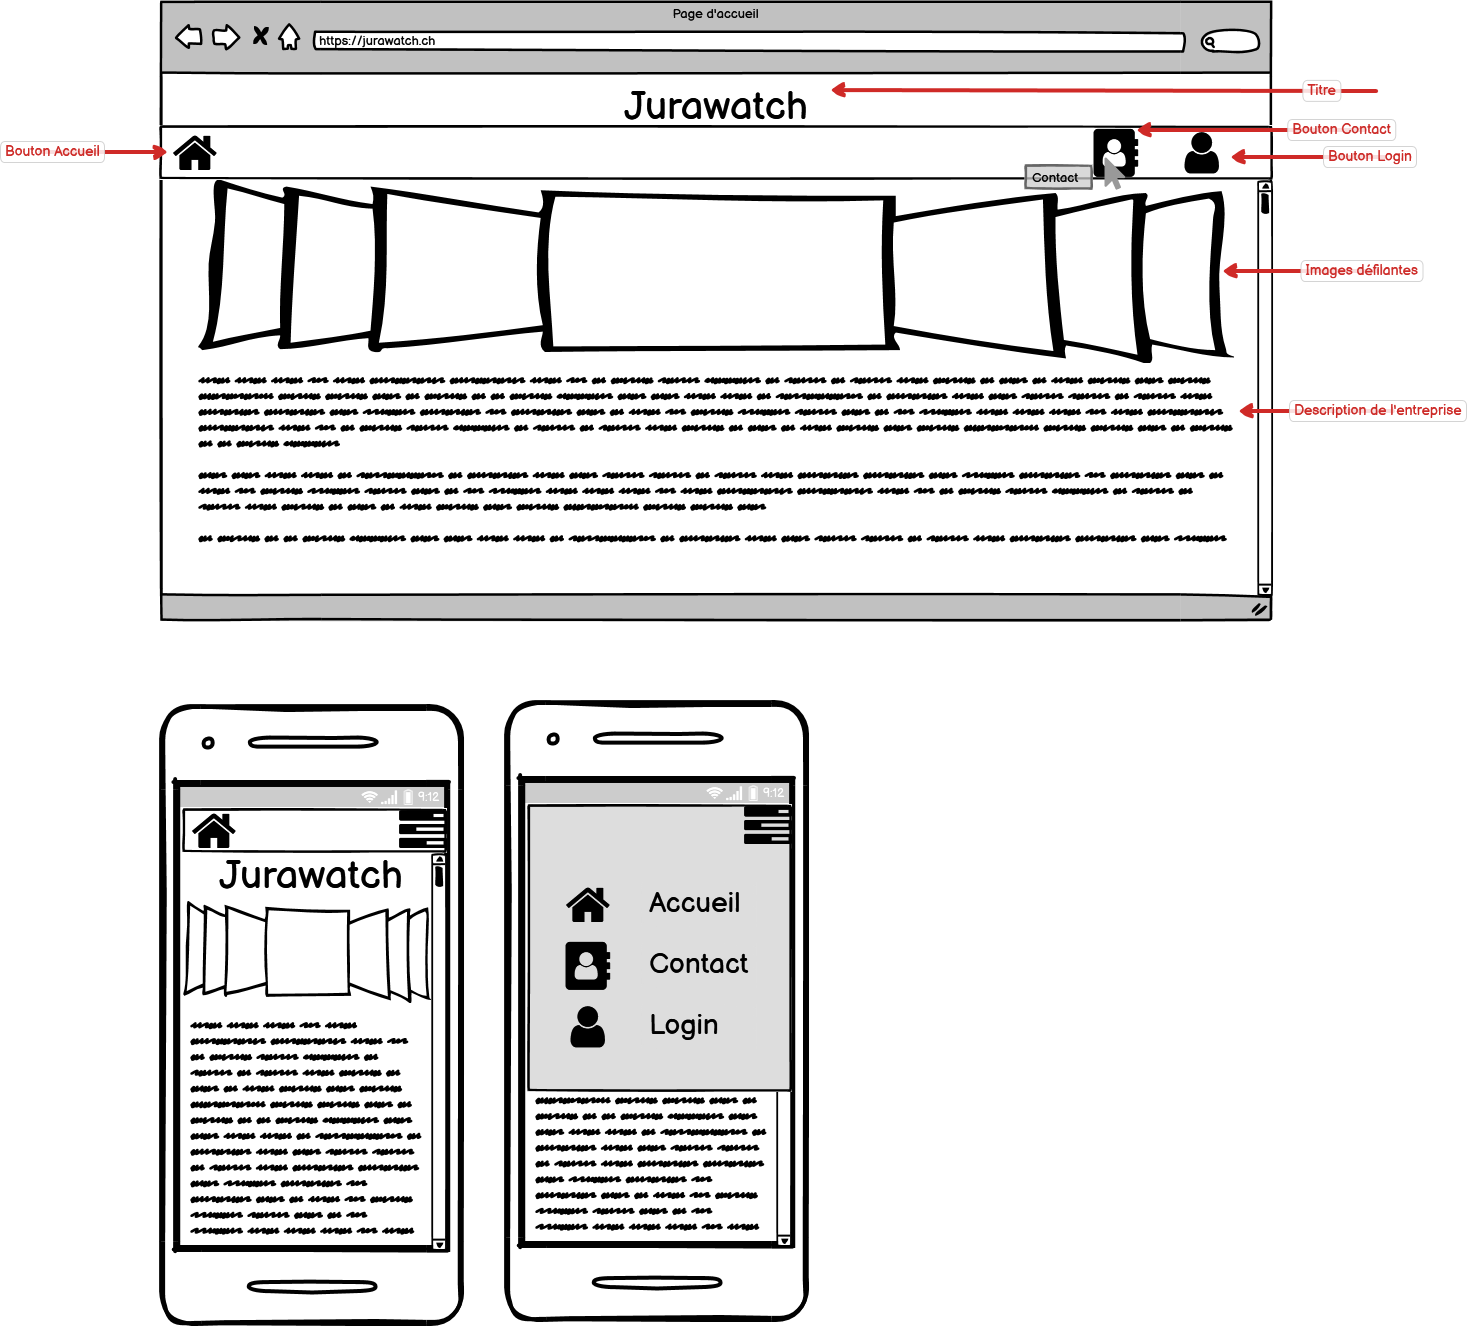 Page d'accueil
https://jurawatch.ch
Jurawatch
Titre
Bouton Contact
Bouton Accueil
Bouton Login
Contact
Images défilantes
Description de l'entreprise
9:12
Jurawatch
9:12
Accueil
Contact
Login